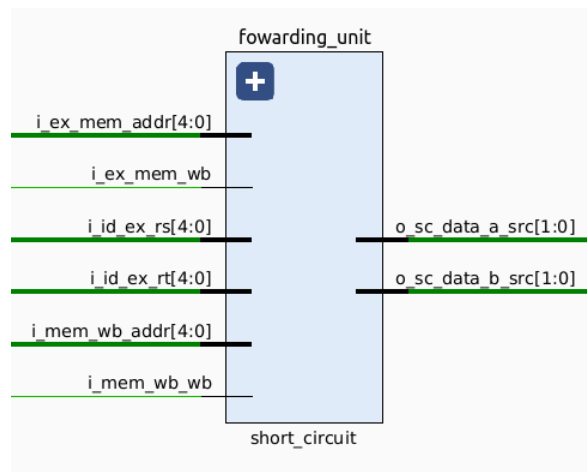 fowarding_unit
i_ex_mem_addr[4:0]
i_ex_mem_wb
i_id_ex_rs[4:0]
o_sc_data_a_src[1:0]
i_id_ex_rt[4:0]
o_sc_data_b_src[1:0]
i_mem_wb_addr[4:0]
i_mem_wb_wb
short_circuit